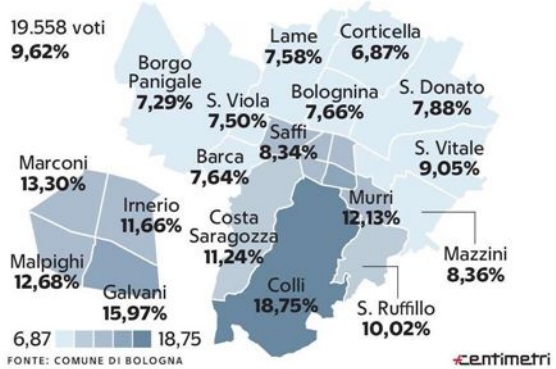 19.558 voti
9,62%
Lame
7,58%
Corticella
6,87%
Borgo
Panigale
7,29%
S. Viola
7,50%
Bolognina
7,66%
S. Donato
7,88%
Saffi
8,34%
S. Vitale
9,05%
Barca
7,64%
Marconi
13,30%
Irnerio
11,66%
Murri
12,13%
Costa
Saragozza
11,24%
Mazzini
8,36%
Malpighi
12,68%
Galvani
15,97%
Colli
18,75%
S. Ruffillo
10,02%
6,87 18,75
FONTE: COMUNE DI BOLOGNA
centimetri